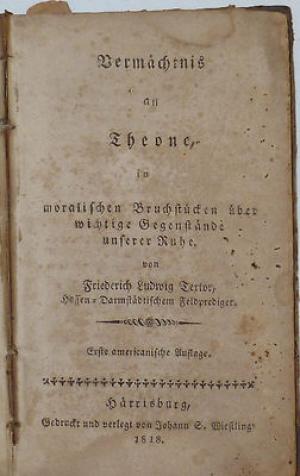 Vermächtnis
an
Theone,
in
moralischen Bruchstücken über
wichtige Gegenstände
unserer Ruhe.
von
Friederich Ludwig Textor,
Hessen-Darmstädtischem Feldprediger.
Erste americanische Auflage.
Härrisburg,
Gedruckt und verlegt von Johann S. Wiestling
1818.